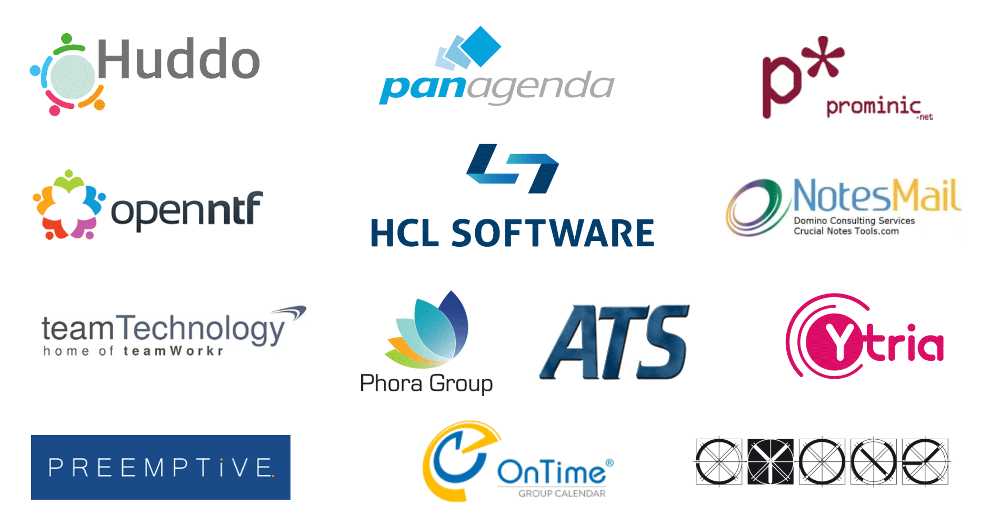 Huddo
panagenda
p*
prominic
.net
openntf
HCL SOFTWARE
NotesMail
Domino Consulting Services
Crucial Notes Tools.com
teamTechnology
home of teamWorkr
Phora Group
ATS
Ytria
PREEMPTiVE.
OnTime®
GROUP CALENDAR
CYONE